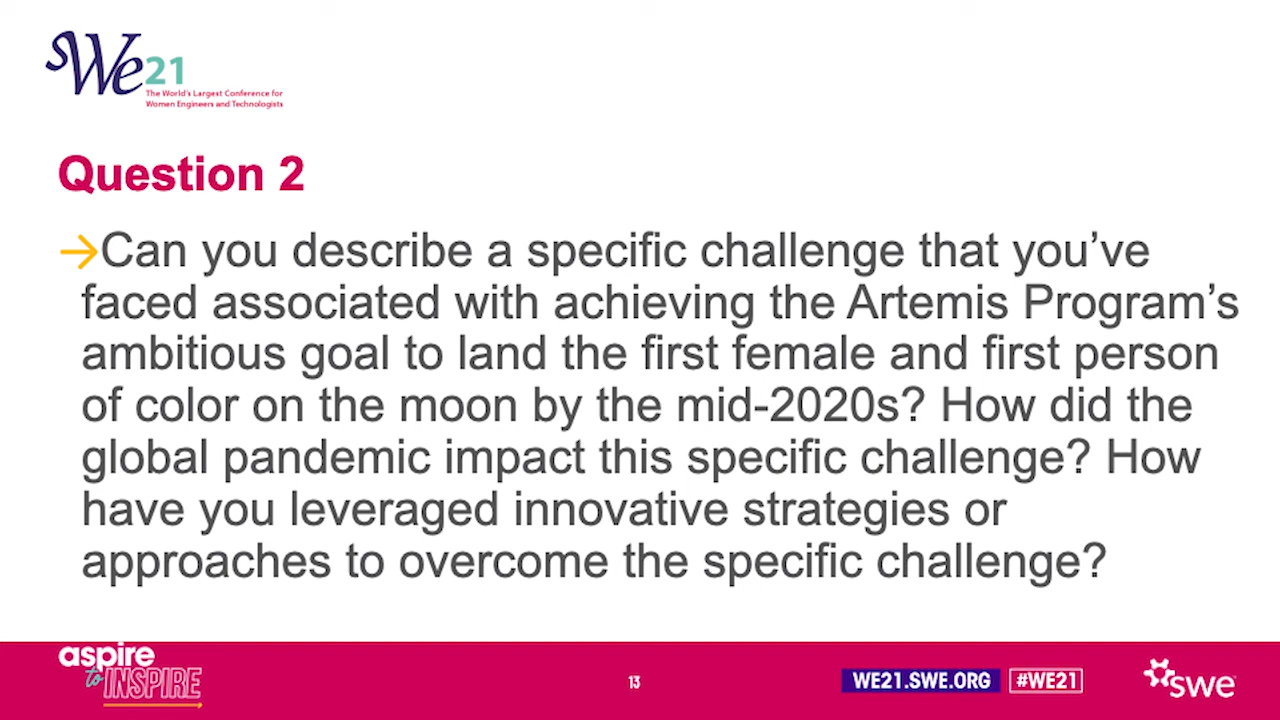 sWe21
The World's Largest Conference for
Women Engineers and Technologists
Question 2
→Can you describe a specific challenge that you’ve
faced associated with achieving the Artemis Program’s
ambitious goal to land the first female and first person
of color on the moon by the mid-2020s? How did the
global pandemic impact this specific challenge? How
have you leveraged innovative strategies or
approaches to overcome the specific challenge?
aspire
to INSPIRE
13
WE21.SWE.ORG
#WE21
swe